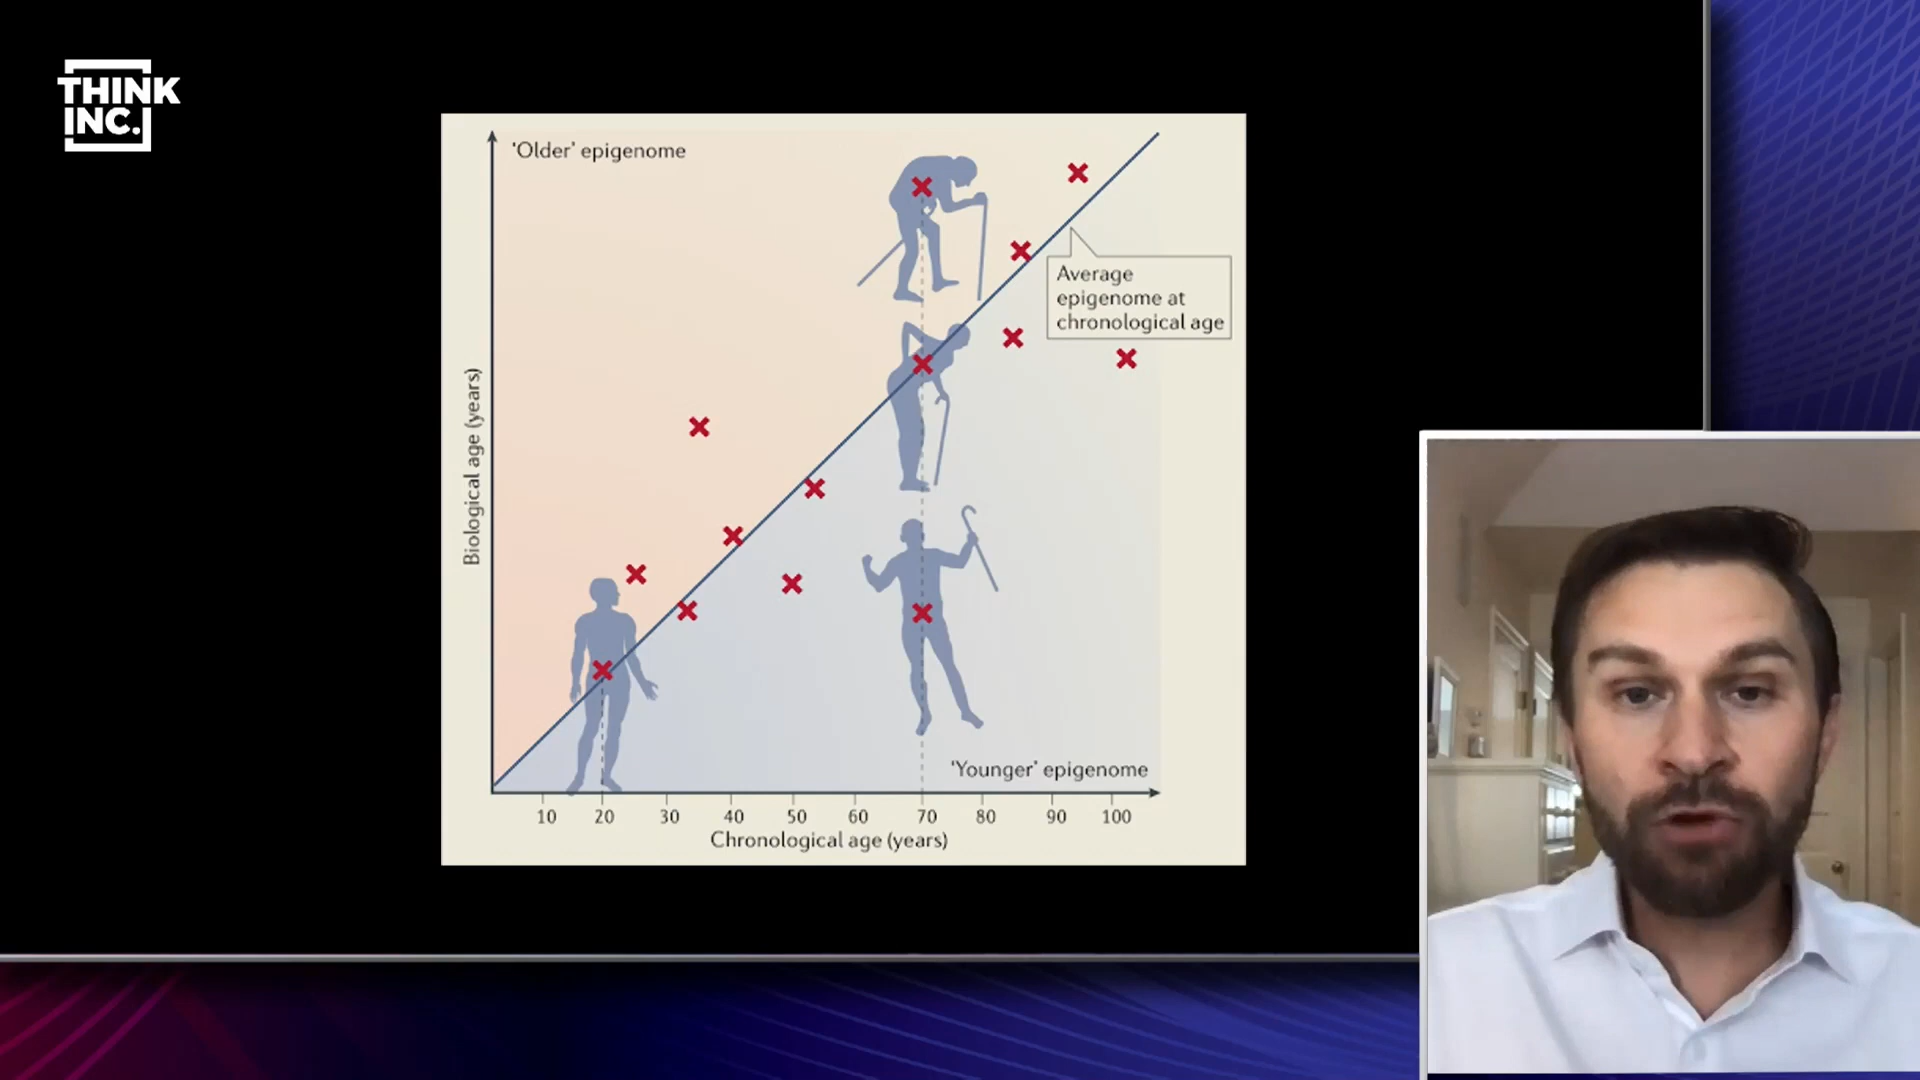 THINK
INC.
'Older' epigenome
Average
epigenome at
chronological age
Biological age (years)
'Younger' epigenome
10 20 30 40 50 60 70 80 90 100
Chronological age (years)